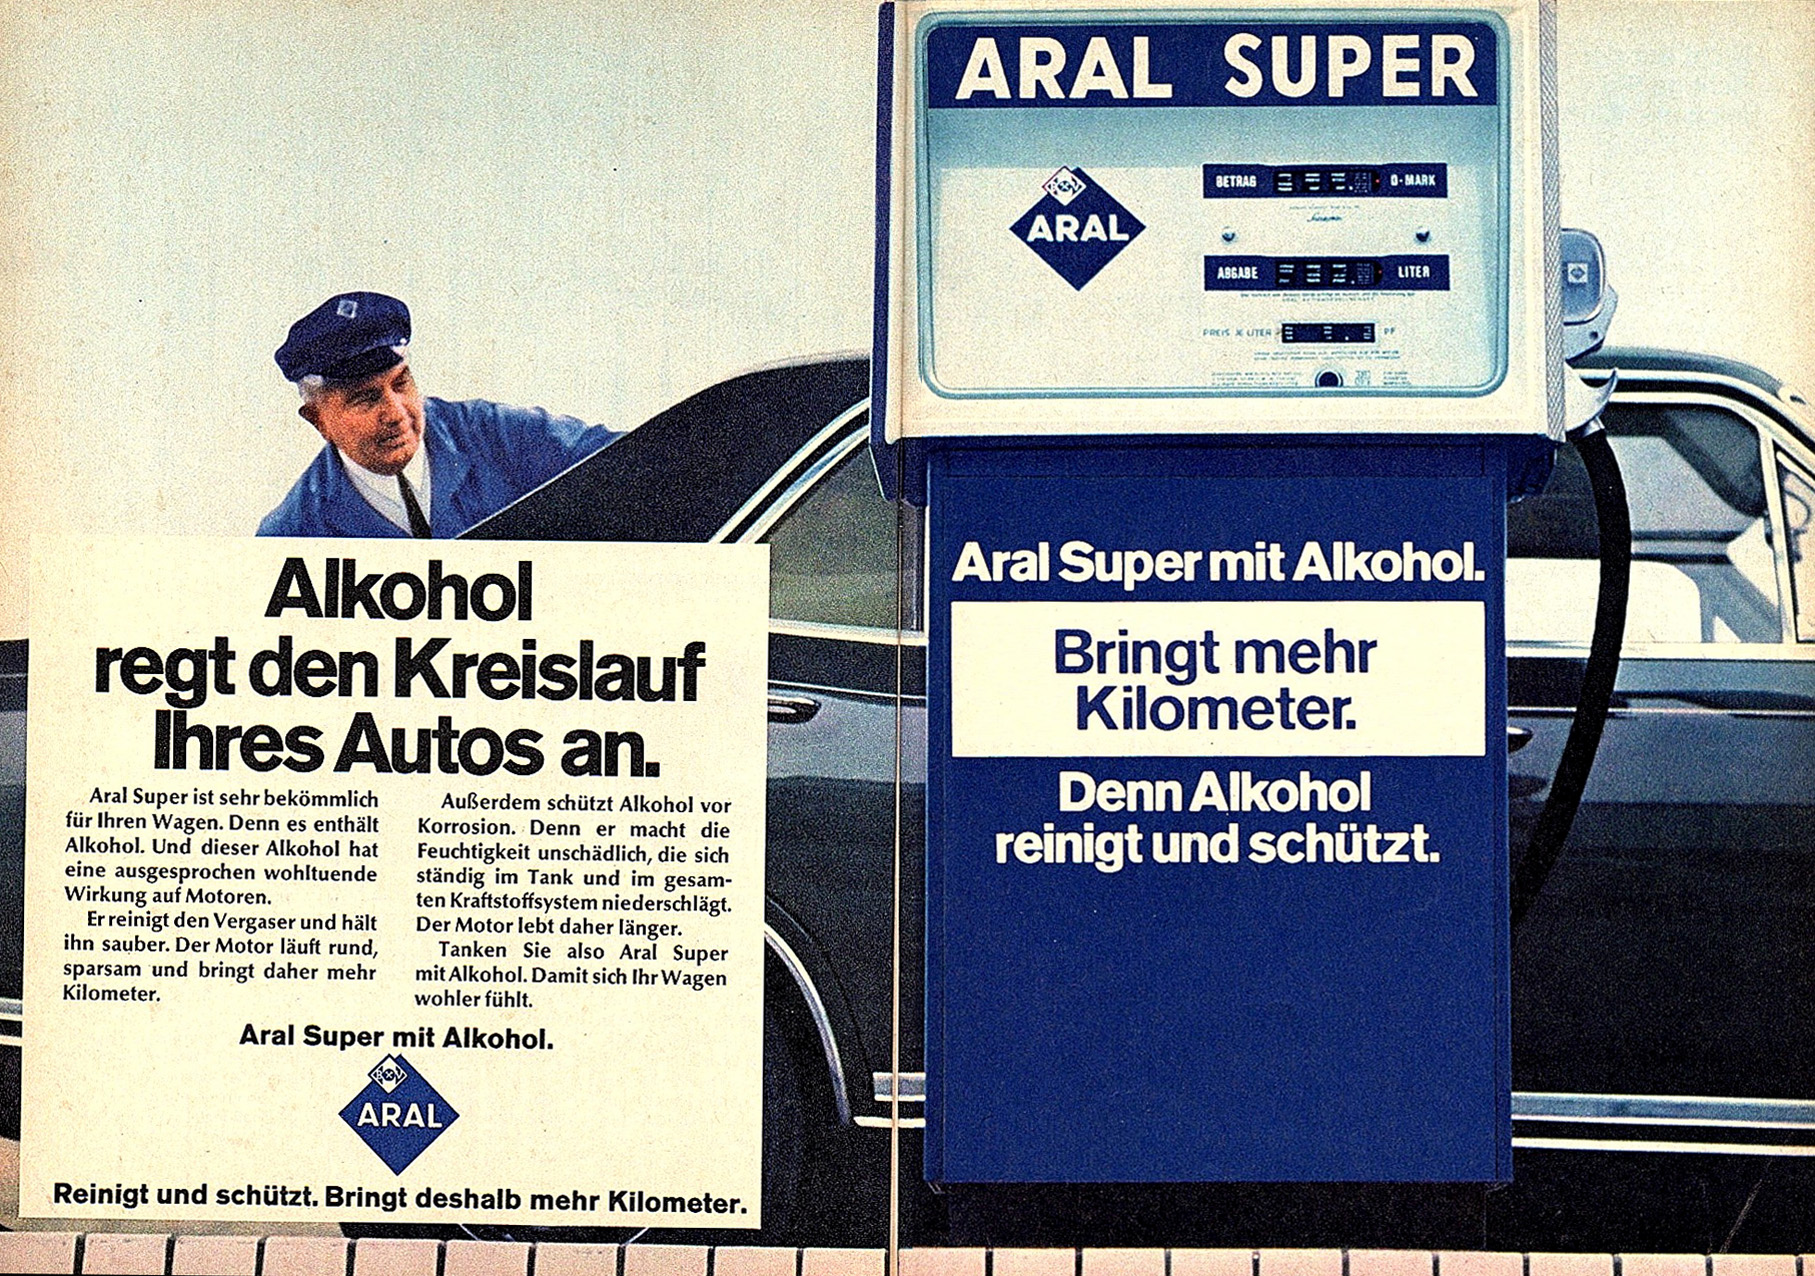 ARAL SUPER
ARAL
BETRAG
D-MARK
ABGABE
LITER
PREIS JE LITER
PF
Aral Super mit Alkohol.
Bringt mehr
Kilometer.
Denn Alkohol
reinigt und schützt.
Alkohol
regt den Kreislauf
Ihres Autos an.
Aral Super ist sehr bekömmlich
für Ihren Wagen. Denn es enthält
Alkohol. Und dieser Alkohol hat
eine ausgesprochen wohltuende
Wirkung auf Motoren.
Er reinigt den Vergaser und hält
ihn sauber. Der Motor läuft rund,
sparsam und bringt daher mehr
Kilometer.
Außerdem schützt Alkohol vor
Korrosion. Denn er macht die
Feuchtigkeit unschädlich, die sich
ständig im Tank und im gesam-
ten Kraftstoffsystem niederschlägt.
Der Motor lebt daher länger.
Tanken Sie also Aral Super
mit Alkohol. Damit sich Ihr Wagen
wohler fühlt.
Aral Super mit Alkohol.
ARAL
Reinigt und schützt. Bringt deshalb mehr Kilometer.